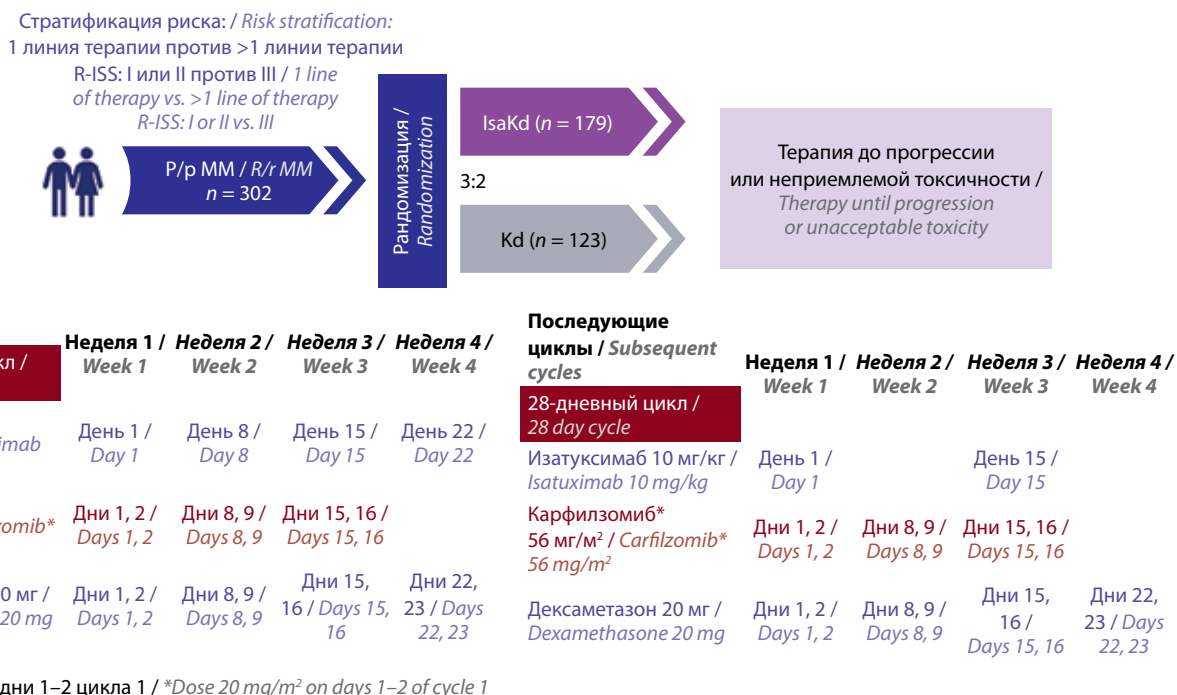 Стратификация риска: / Risk stratification:
1 линия терапии против >1 линии терапии
R-ISS: I или II против III / 1 line
of therapy vs. >1 line of therapy
R-ISS: I or II vs. III
Р/р ММ / R/r MM
n = 302
Рандомизация /
Randomization
IsaKd (n = 179)
3:2
Kd (n = 123)
Терапия до прогрессии
или неприемлемой токсичности /
Therapy until progression
or unacceptable toxicity
Неделя 1 / Неделя 2 / Неделя 3 / Неделя 4 /
Week 1 Week 2 Week 3 Week 4
День 1 / День 8 / День 15 / День 22 /
Day 1 Day 8 Day 15 Day 22
Дни 1, 2 / Дни 8, 9 / Дни 15, 16 /
Days 1, 2 Days 8, 9 Days 15, 16
мг /
20 mg
Дни 1, 2 / Дни 8, 9 / Дни 15, Дни 22,
Days 1, 2 Days 8, 9 16 / Days 15, 23 / Days
16 22, 23
Последующие
циклы / Subsequent
cycles
Неделя 1 / Неделя 2 / Неделя 3 / Неделя 4 /
Week 1 Week 2 Week 3 Week 4
28-дневный цикл /
28 day cycle
Изатуксимаб 10 мг/кг / День 1 / День 15 /
Isatuximab 10 mg/kg Day 1 Day 15
Карфилзомиб*
56 мг/м² / Carfilzomib* Дни 1, 2 / Дни 8, 9 / Дни 15, 16 /
56 mg/m² Days 1, 2 Days 8, 9 Days 15, 16
Дексаметазон 20 мг / Дни 1, 2 / Дни 8, 9 / Дни 15, Дни 22,
Dexamethasone 20 mg Days 1, 2 Days 8, 9 16 / 23 / Days
Days 15, 16 22, 23
дни 1–2 цикла 1 / *Dose 20 mg/m² on days 1–2 of cycle 1